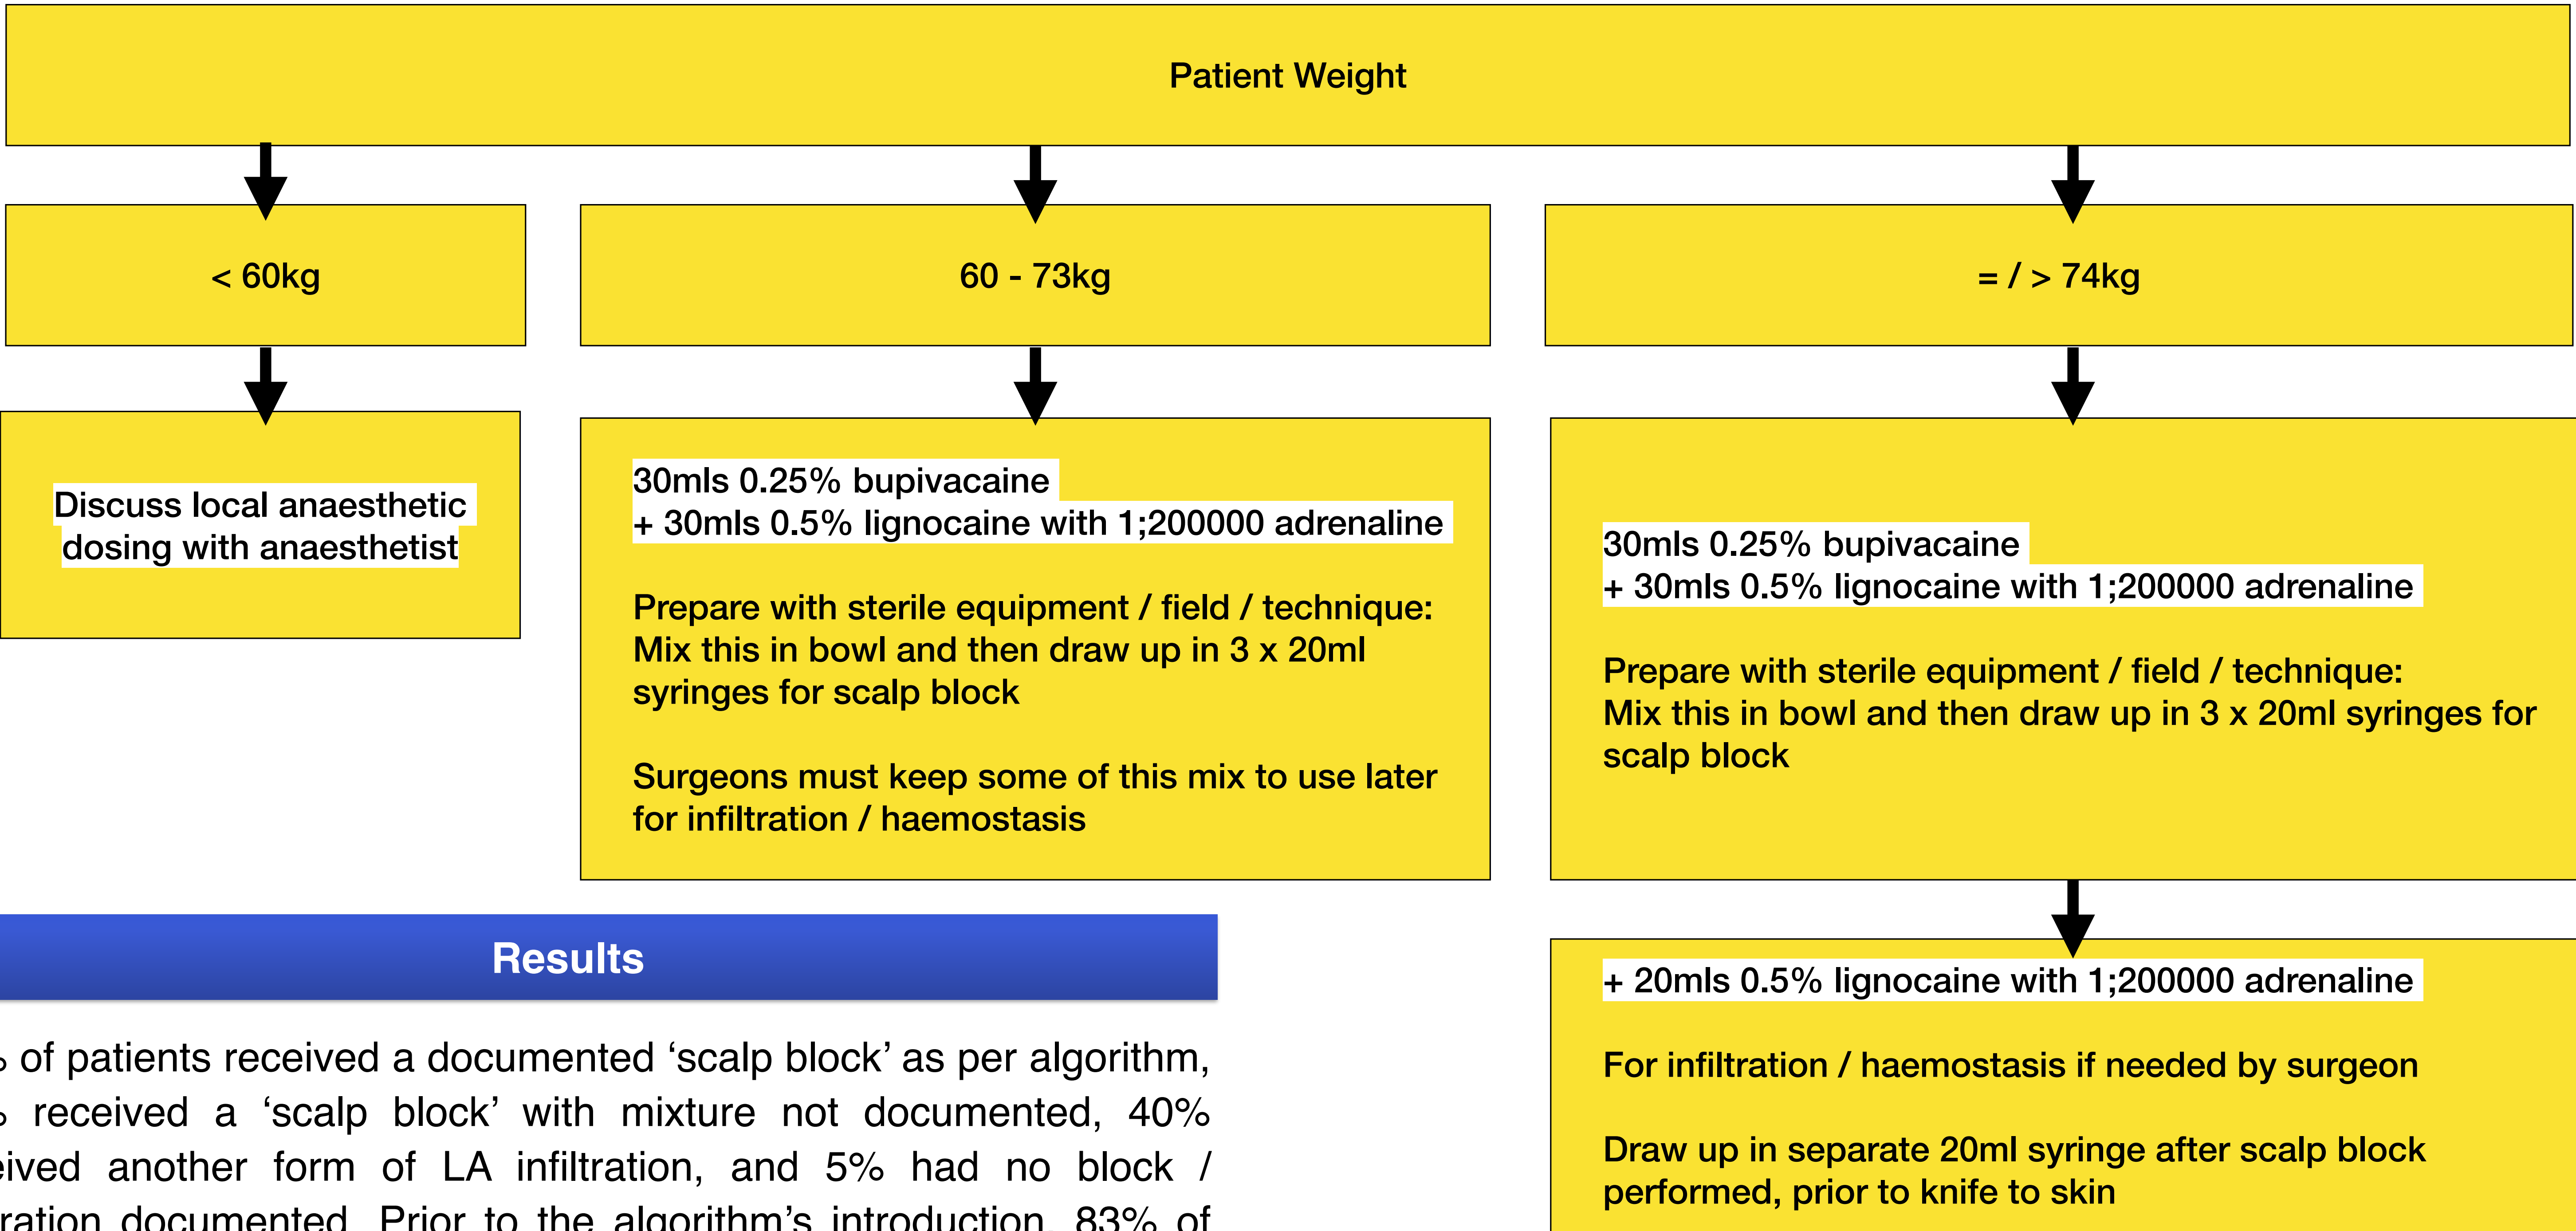 Patient Weight
< 60kg
60 - 73kg
= / > 74kg
Discuss local anaesthetic
dosing with anaesthetist
30mls 0.25% bupivacaine
+ 30mls 0.5% lignocaine with 1;200000 adrenaline
Prepare with sterile equipment / field / technique:
Mix this in bowl and then draw up in 3 x 20ml
syringes for scalp block
Surgeons must keep some of this mix to use later
for infiltration / haemostasis
30mls 0.25% bupivacaine
+ 30mls 0.5% lignocaine with 1;200000 adrenaline
Prepare with sterile equipment / field / technique:
Mix this in bowl and then draw up in 3 x 20ml syringes for
scalp block
+ 20mls 0.5% lignocaine with 1;200000 adrenaline
For infiltration / haemostasis if needed by surgeon
Draw up in separate 20ml syringe after scalp block
performed, prior to knife to skin
Results
of patients received a documented ‘scalp block’ as per algorithm,
received a ‘scalp block’ with mixture not documented, 40%
another form of LA infiltration, and 5% had no block /
documented. Prior to the algorithm’s introduction, 83% of